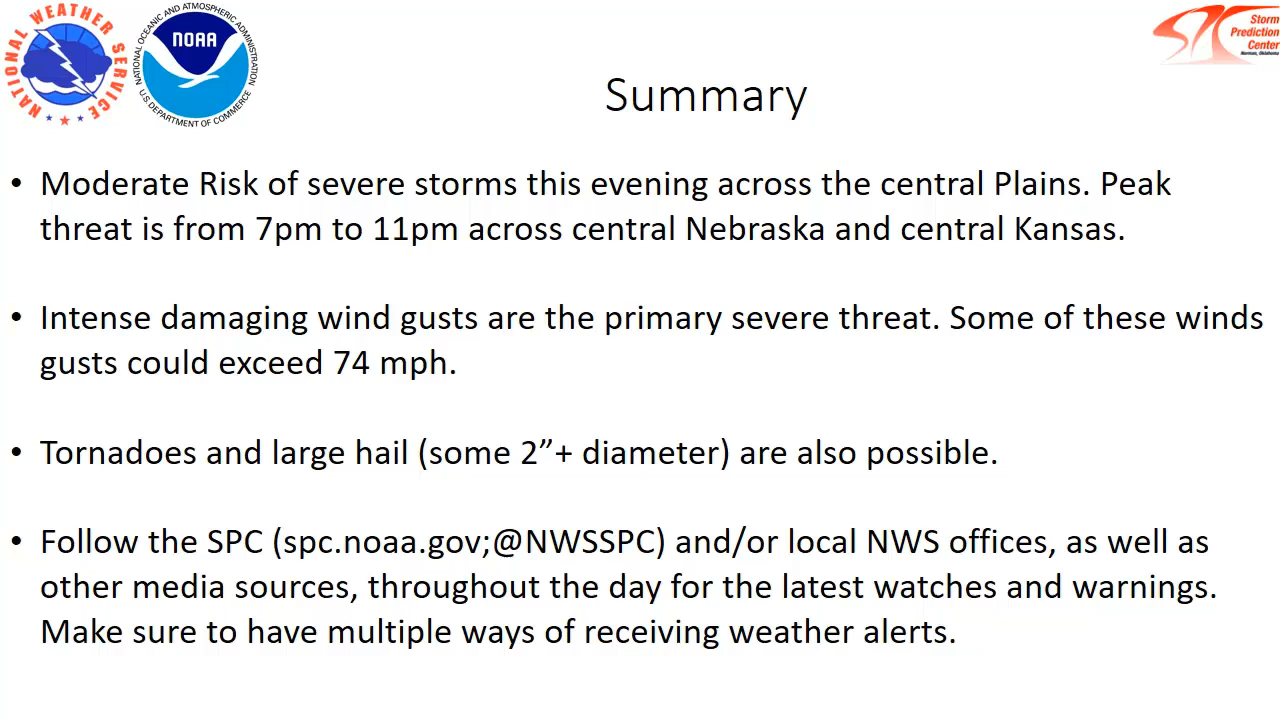 NATIONAL WEATHER SERVICE
NATIONAL OCEANIC AND ATMOSPHERIC ADMINISTRATION
NOAA
U.S. DEPARTMENT OF COMMERCE
Storm
Prediction
Center
Norman, Oklahoma
Summary
• Moderate Risk of severe storms this evening across the central Plains. Peak
threat is from 7pm to 11pm across central Nebraska and central Kansas.
• Intense damaging wind gusts are the primary severe threat. Some of these winds
gusts could exceed 74 mph.
• Tornadoes and large hail (some 2”+ diameter) are also possible.
• Follow the SPC (spc.noaa.gov;@NWSSPC) and/or local NWS offices, as well as
other media sources, throughout the day for the latest watches and warnings.
Make sure to have multiple ways of receiving weather alerts.